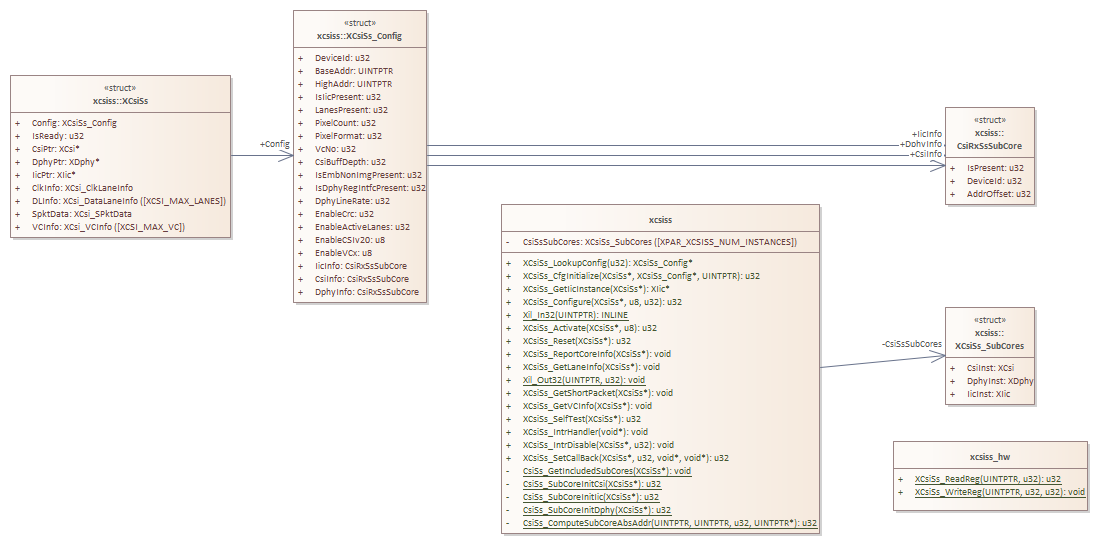 «struct»
xcsiss::XCsiSs
+ Config: XCsiSs_Config
+ IsReady: u32
+ CsiPtr: XCsi*
+ DphyPtr: XDphy*
+ IicPtr: XIic*
+ ClkInfo: XCsi_ClkLaneInfo
+ DLInfo: XCsi_DataLaneInfo ([XCSI_MAX_LANES])
+ SpktData: XCsi_SPktData
+ VCInfo: XCsi_VCInfo ([XCSI_MAX_VC])
+Config
«struct»
xcsiss::XCsiSs_Config
+ DeviceId: u32
+ BaseAddr: UINTPTR
+ HighAddr: UINTPTR
+ IsIicPresent: u32
+ LanesPresent: u32
+ PixelCount: u32
+ PixelFormat: u32
+ VcNo: u32
+ CsiBuffDepth: u32
+ IsEmbNonImgPresent: u32
+ IsDphyRegIntfcPresent: u32
+ DphyLineRate: u32
+ EnableCrc: u32
+ EnableActiveLanes: u32
+ EnableCSIv20: u8
+ EnableVCx: u8
+ IicInfo: CsiRxSsSubCore
+ CsiInfo: CsiRxSsSubCore
+ DphyInfo: CsiRxSsSubCore
+IicInfo
+DphyInfo
+CsiInfo
«struct»
xcsiss::
CsiRxSsSubCore
+ IsPresent: u32
+ DeviceId: u32
+ AddrOffset: u32
xcsiss
- CsiSsSubCores: XCsiSs_SubCores ([XPAR_XCSISS_NUM_INSTANCES])
+ XCsiSs_LookupConfig(u32): XCsiSs_Config*
+ XCsiSs_CfgInitialize(XCsiSs*, XCsiSs_Config*, UINTPTR): u32
+ XCsiSs_GetIicInstance(XCsiSs*): XIic*
+ XCsiSs_Configure(XCsiSs*, u8, u32): u32
+ Xil_In32(UINTPTR): INLINE
+ XCsiSs_Activate(XCsiSs*, u8): u32
+ XCsiSs_Reset(XCsiSs*): u32
+ XCsiSs_ReportCoreInfo(XCsiSs*): void
+ XCsiSs_GetLaneInfo(XCsiSs*): void
+ Xil_Out32(UINTPTR, u32): void
+ XCsiSs_GetShortPacket(XCsiSs*): void
+ XCsiSs_GetVCInfo(XCsiSs*): void
+ XCsiSs_SelfTest(XCsiSs*): u32
+ XCsiSs_IntrHandler(void*): void
+ XCsiSs_IntrDisable(XCsiSs*, u32): void
+ XCsiSs_SetCallBack(XCsiSs*, u32, void*, void*): u32
- CsiSs_GetIncludedSubCores(XCsiSs*): void
- CsiSs_SubCoreInitCsi(XCsiSs*): u32
- CsiSs_SubCoreInitIic(XCsiSs*): u32
- CsiSs_SubCoreInitDphy(XCsiSs*): u32
- CsiSs_ComputeSubCoreAbsAddr(UINTPTR, UINTPTR, u32, UINTPTR*): u32
-CsiSsSubCores
«struct»
xcsiss::
XCsiSs_SubCores
+ CsiInst: XCsi
+ DphyInst: XDphy
+ IicInst: XIic
xcsiss_hw
+ XCsiSs_ReadReg(UINTPTR, u32): u32
+ XCsiSs_WriteReg(UINTPTR, u32, u32): void